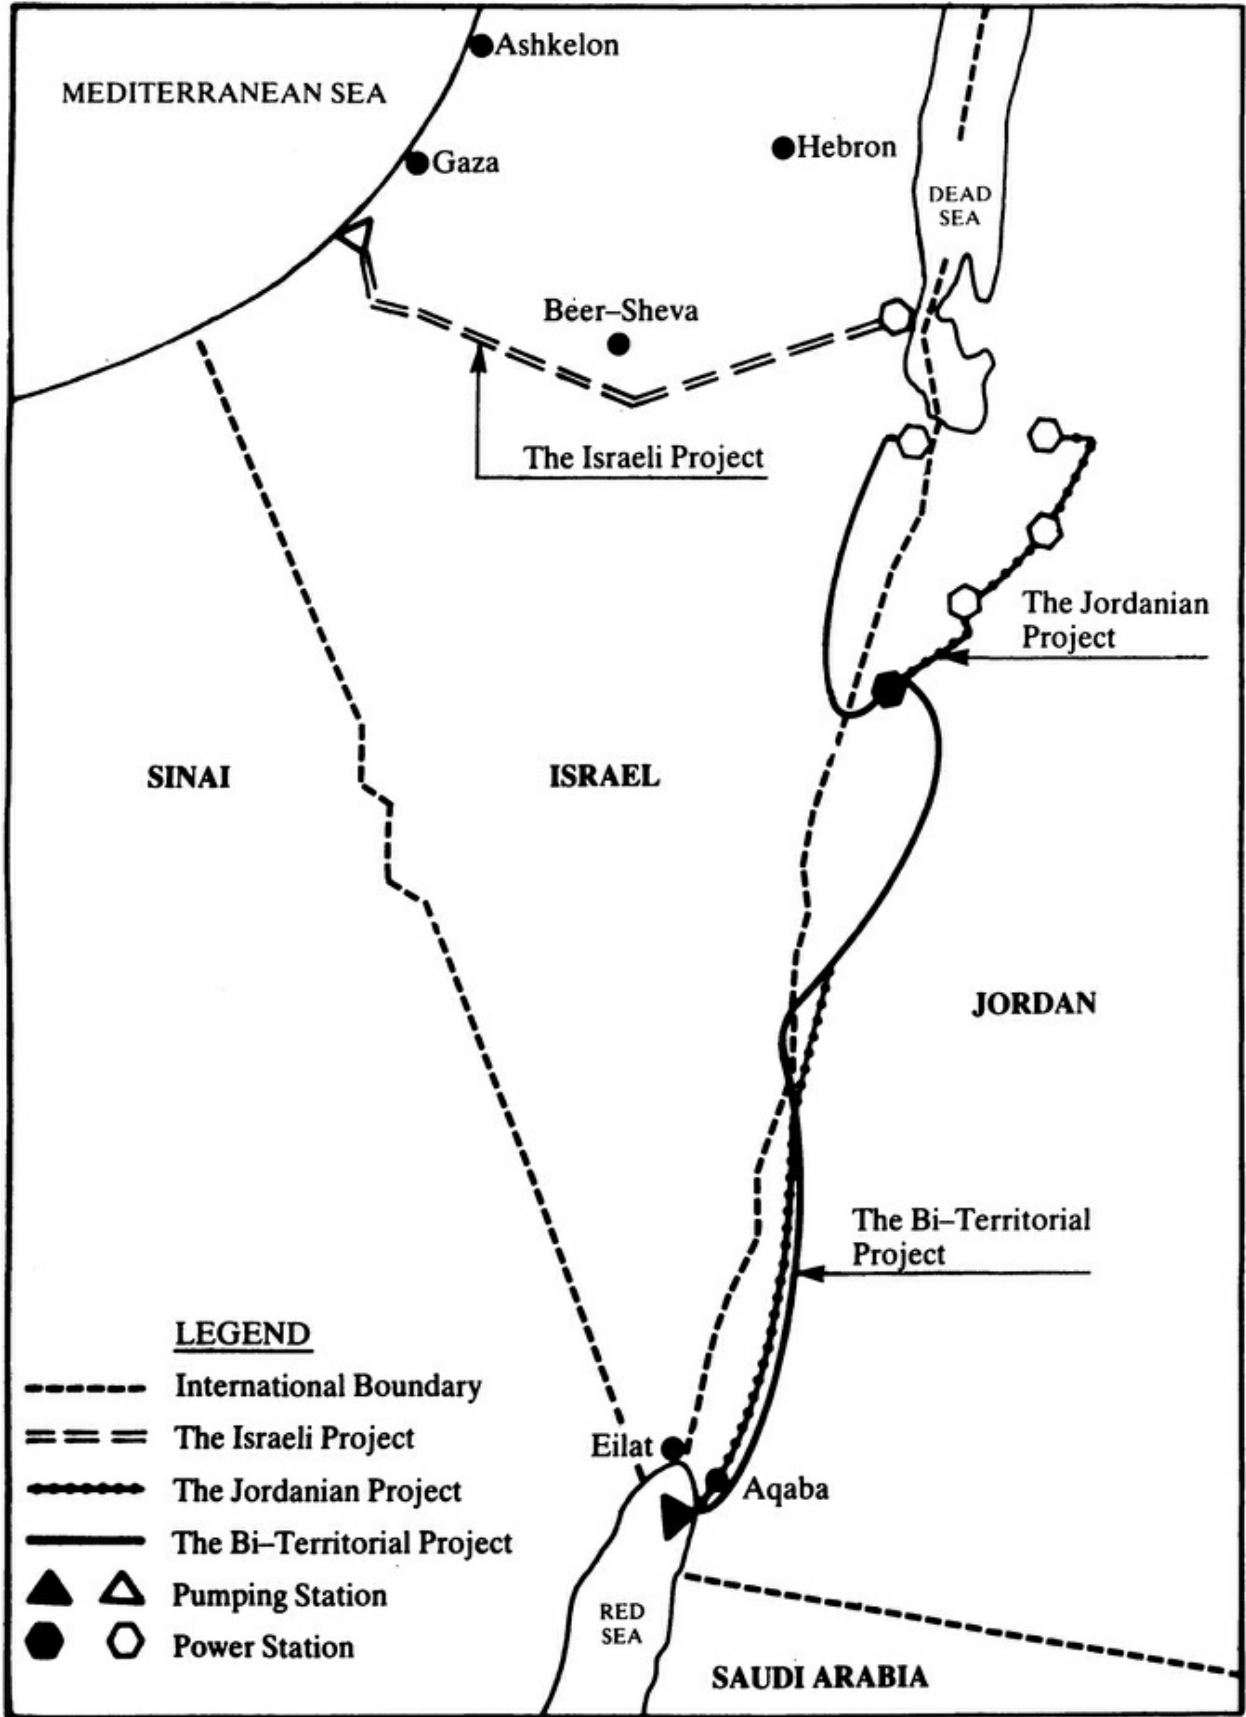 Ashkelon
MEDITERRANEAN SEA
Hebron
Gaza
DEAD
SEA
Beer–Sheva
The Israeli Project
The Jordanian
Project
SINAI
ISRAEL
JORDAN
The Bi–Territorial
Project
LEGEND
International Boundary
The Israeli Project
The Jordanian Project
The Bi–Territorial Project
Pumping Station
Power Station
Eilat
Aqaba
RED
SEA
SAUDI ARABIA